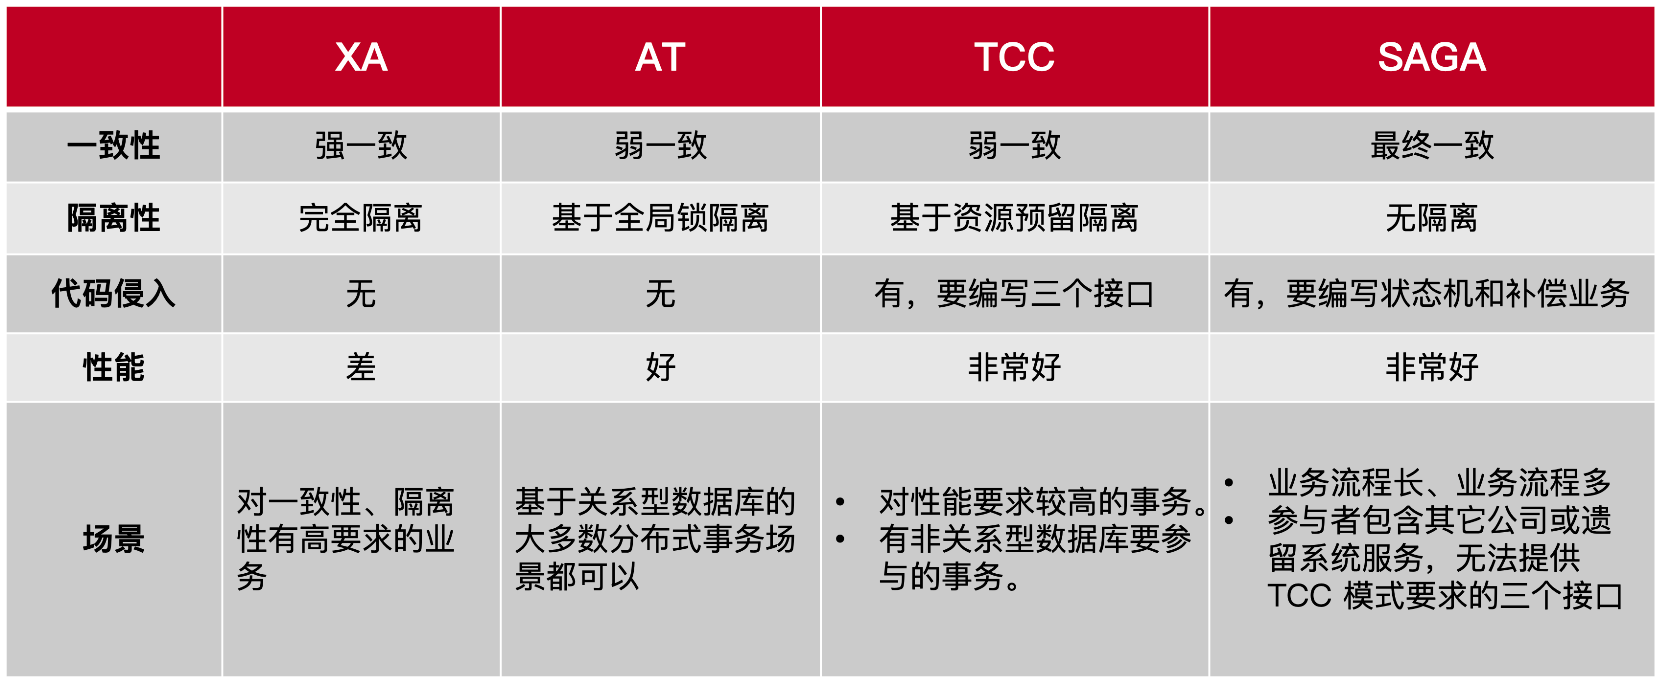 XA AT TCC SAGA
一致性 强一致 弱一致 弱一致 最终一致
隔离性 完全隔离 基于全局锁隔离 基于资源预留隔离 无隔离
代码侵入 无 无 有，要编写三个接口 有，要编写状态机和补偿业务
性能 差 好 非常好 非常好
场景
对一致性、隔离
性有高要求的业
务
基于关系型数据库的
大多数分布式事务场
景都可以
• 对性能要求较高的事务。
• 有非关系型数据库要参
与的事务。
• 业务流程长、业务流程多
• 参与者包含其它公司或遗
留系统服务，无法提供
TCC 模式要求的三个接口